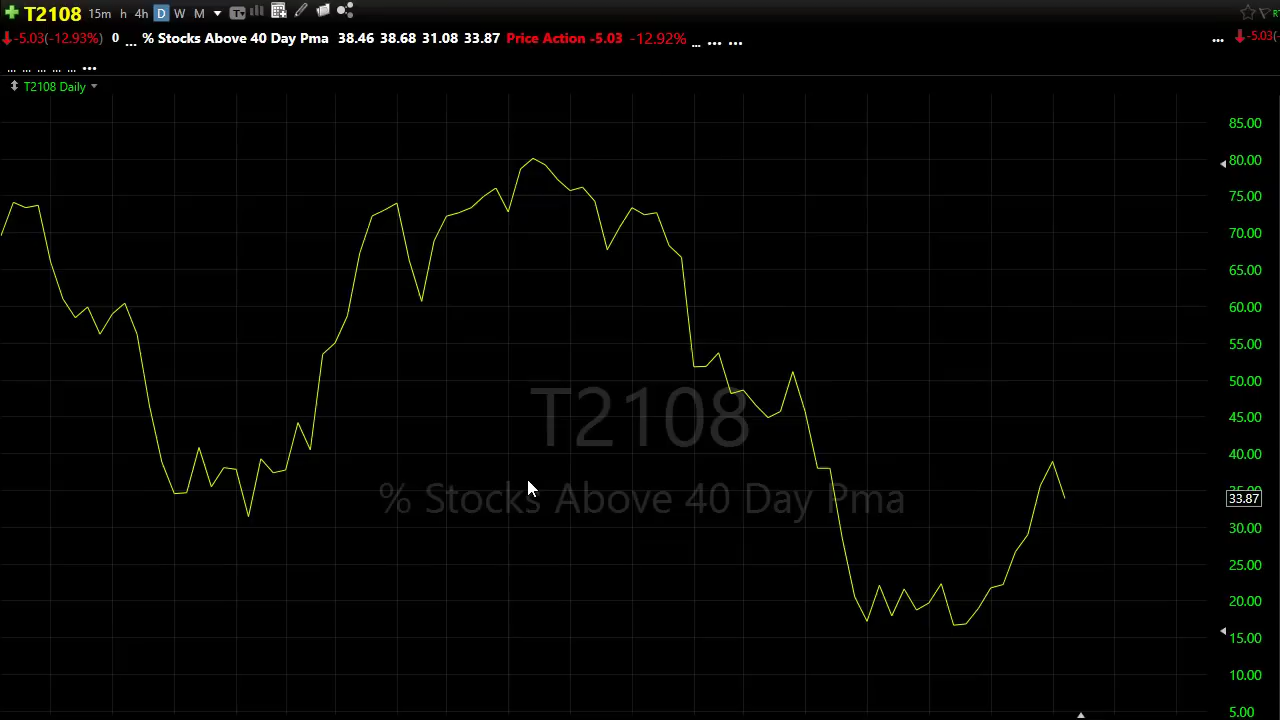 T2108 15m h 4h D W M T
-5.03(-12.93%) 0 ... % Stocks Above 40 Day Pma 38.46 38.68 31.08 33.87 Price Action -5.03 -12.92% ... ... ... ... -5.03(-
... ... ... ... ... ...
T2108 Daily
85.00
80.00
75.00
70.00
65.00
60.00
55.00
50.00
45.00
40.00
33.87
30.00
25.00
20.00
15.00
10.00
5.00
T2108
% Stocks Above 40 Day Pma